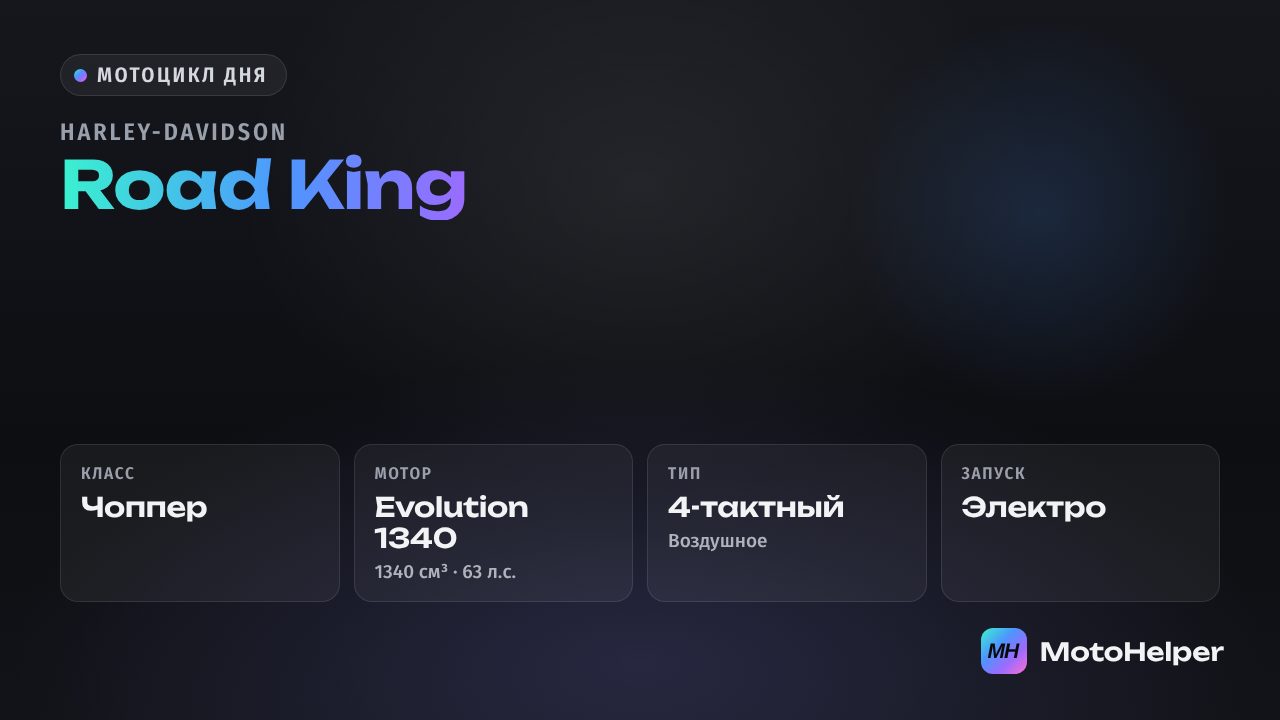 МОТОЦИКЛ ДНЯ
HARLEY-DAVIDSON
Road King
КЛАСС
Чоппер
МОТОР
Evolution
1340
1340 см³ · 63 л.с.
ТИП
4-тактный
Воздушное
ЗАПУСК
Электро
MH MotoHelper